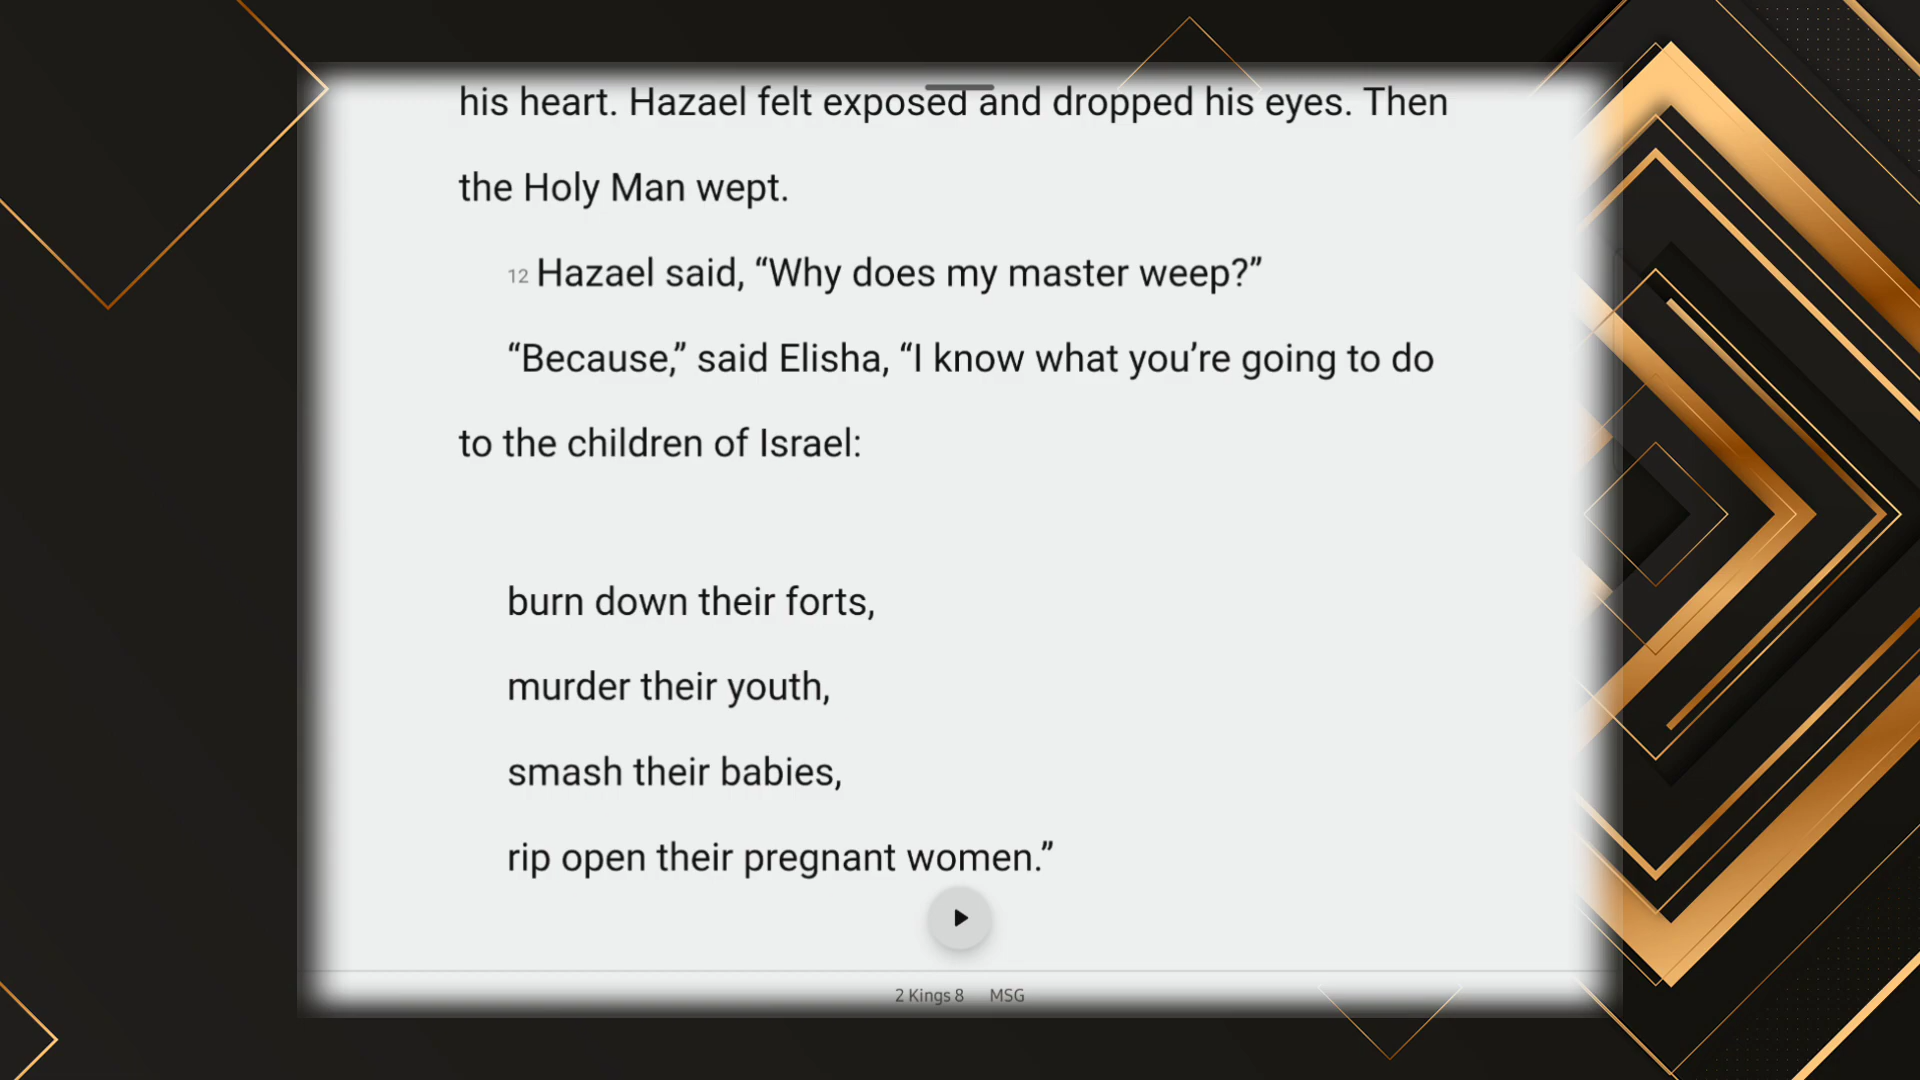 his heart. Hazael felt exposed and dropped his eyes. Then
the Holy Man wept.
12 Hazael said, “Why does my master weep?”
“Because,” said Elisha, “I know what you’re going to do
to the children of Israel:
burn down their forts,
murder their youth,
smash their babies,
rip open their pregnant women.”
2 Kings 8 MSG